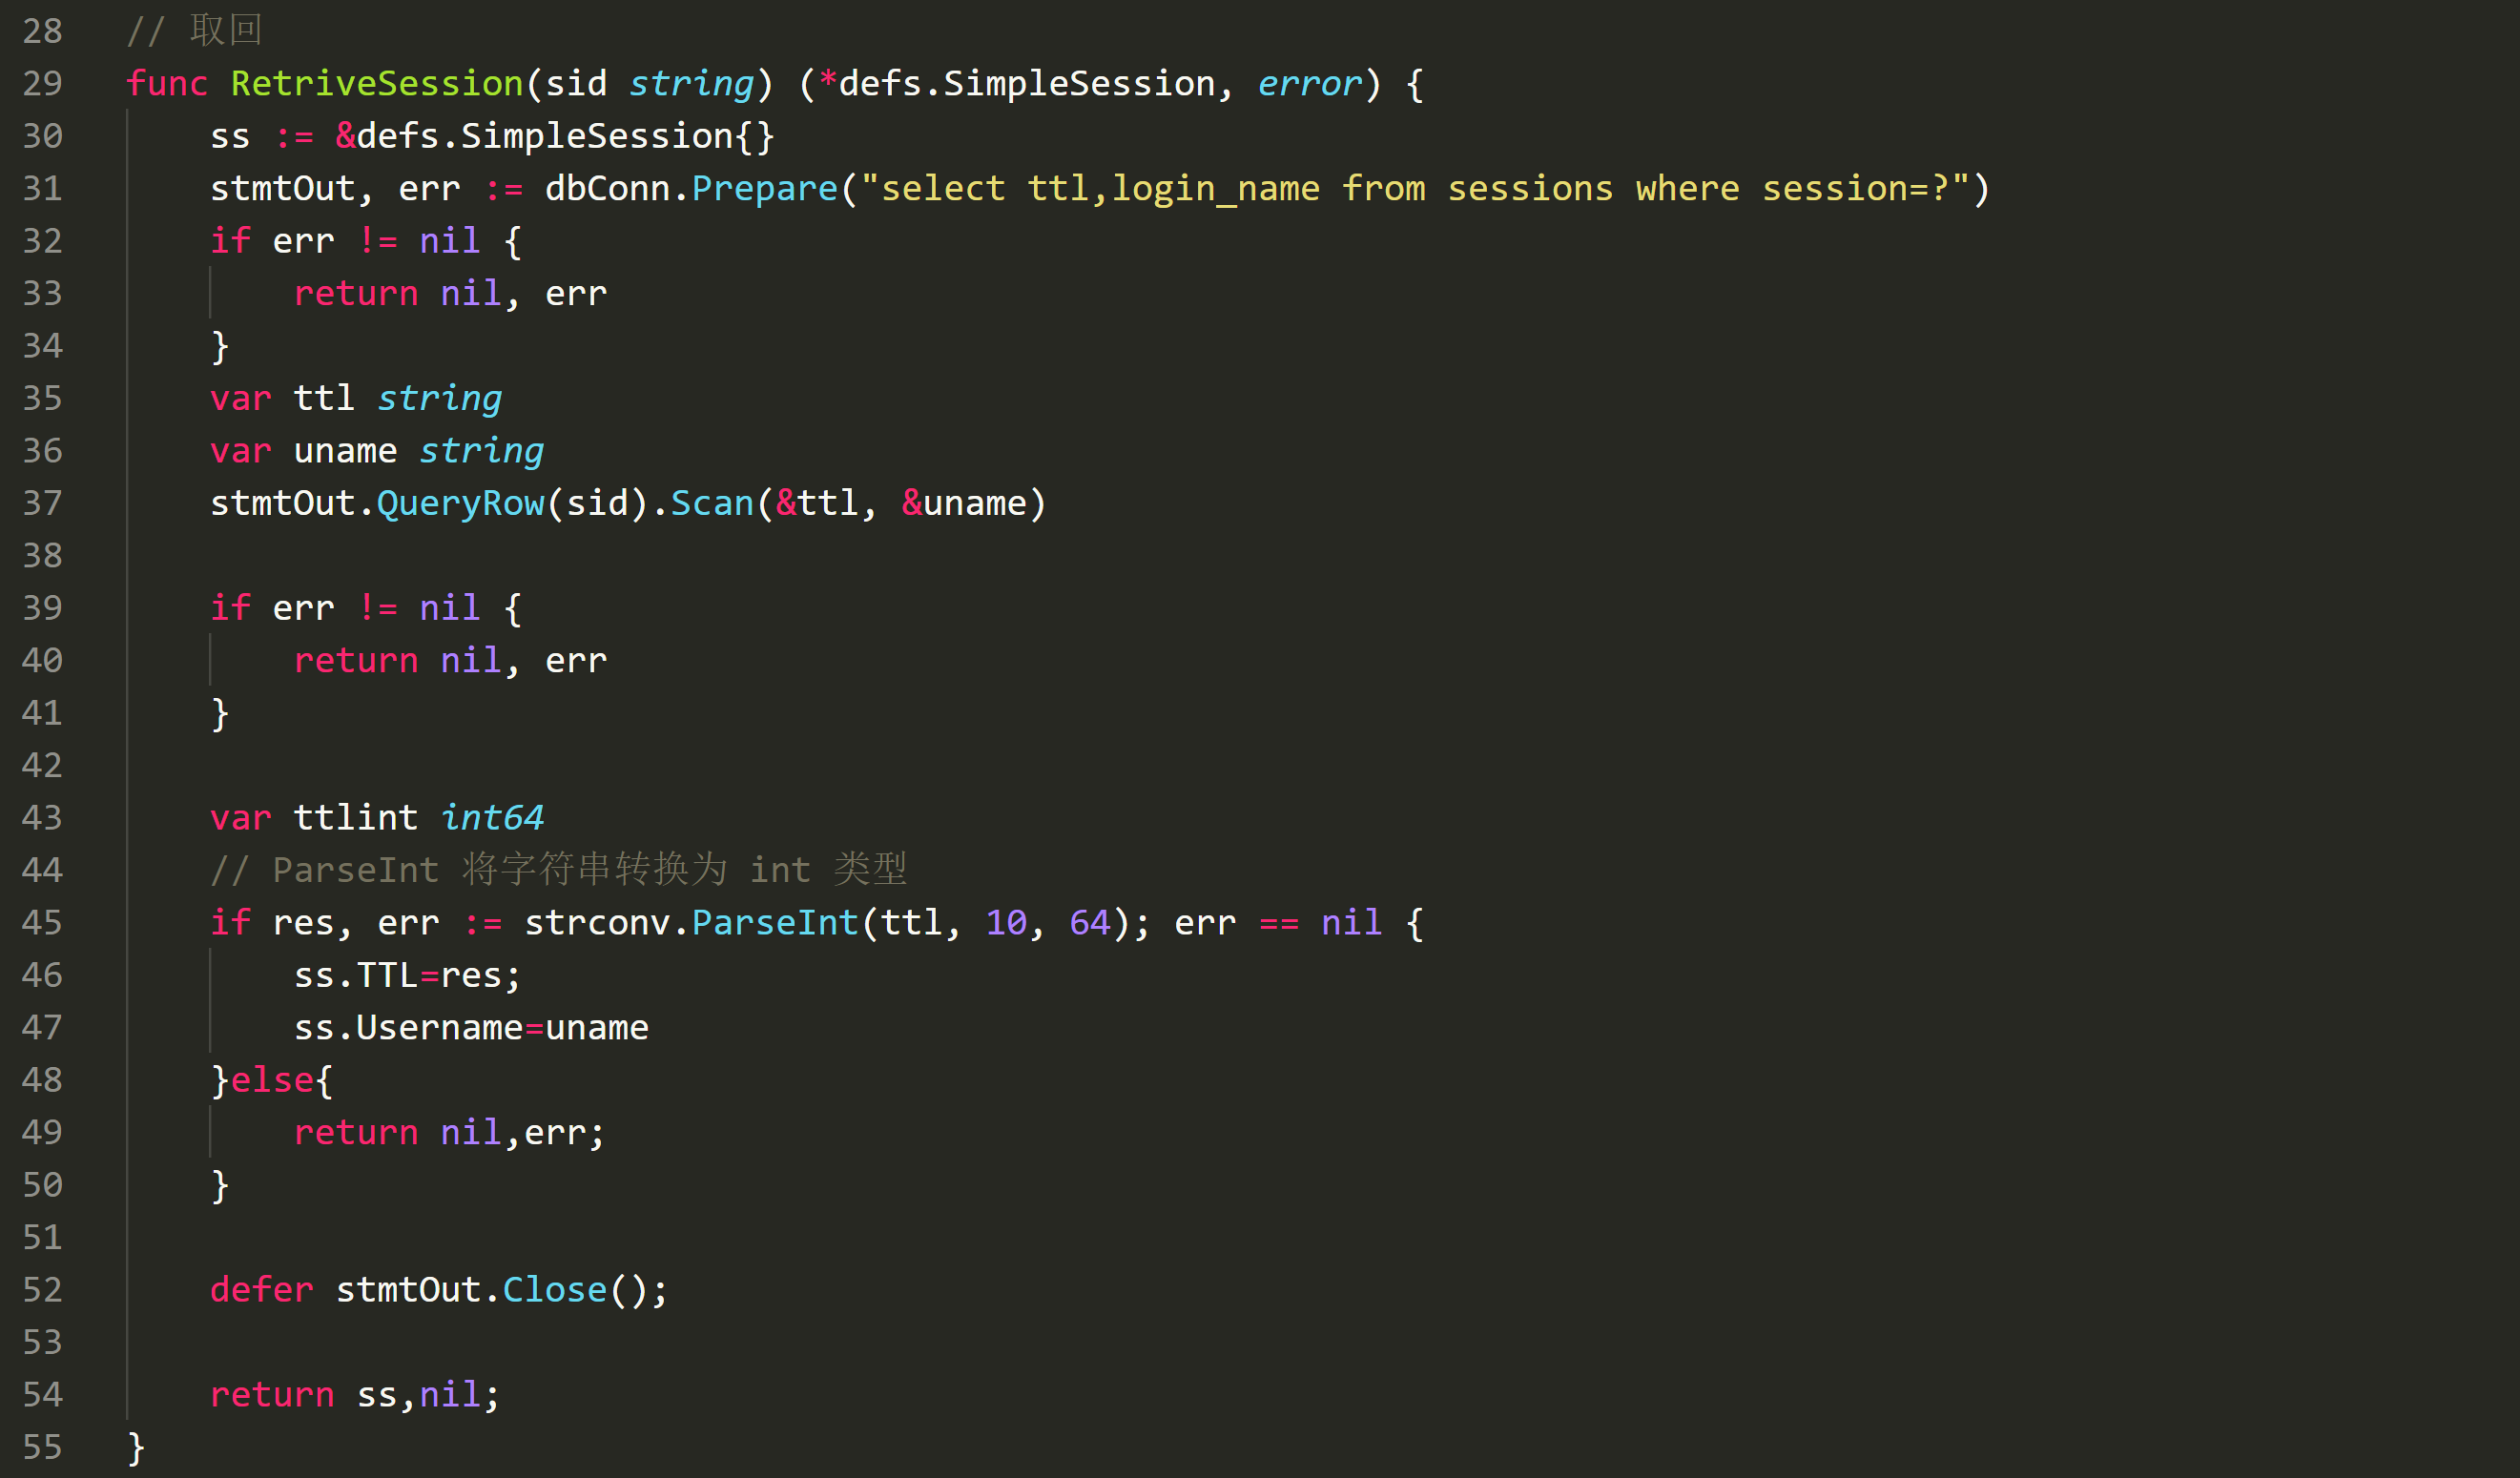 28 // 取回
29 func RetriveSession(sid string) (*defs.SimpleSession, error) {
30     ss := &defs.SimpleSession{}
31     stmtOut, err := dbConn.Prepare("select ttl,login_name from sessions where session=?")
32     if err != nil {
33         return nil, err
34     }
35     var ttl string
36     var uname string
37     stmtOut.QueryRow(sid).Scan(&ttl, &uname)
38
39     if err != nil {
40         return nil, err
41     }
42
43     var ttlint int64
44     // ParseInt 将字符串转换为 int 类型
45     if res, err := strconv.ParseInt(ttl, 10, 64); err == nil {
46         ss.TTL=res;
47         ss.Username=uname
48     }else{
49         return nil,err;
50     }
51
52     defer stmtOut.Close();
53
54     return ss,nil;
55 }